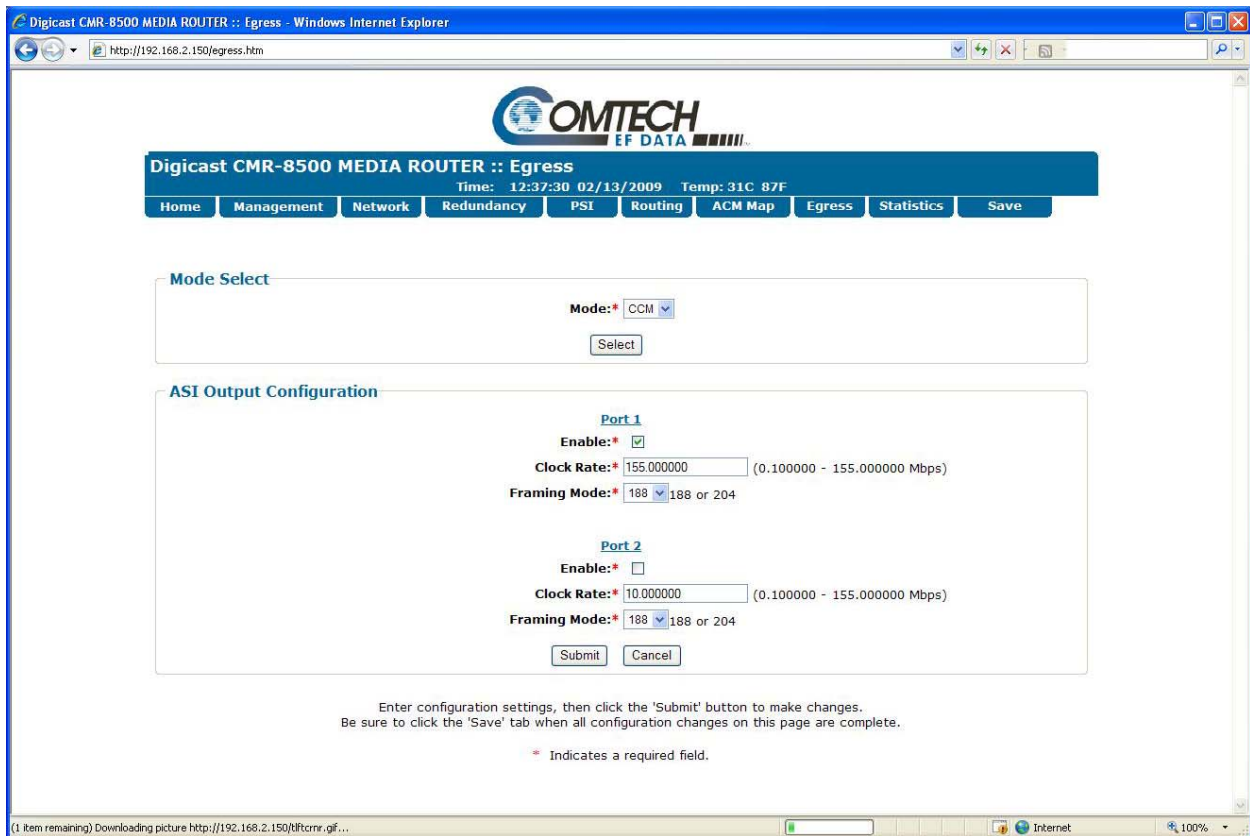 Digicast CMR-8500 MEDIA ROUTER :: Egress - Windows Internet Explorer
http://192.168.2.150/egress.htm
COMTECH
EF DATA
Digicast CMR-8500 MEDIA ROUTER :: Egress
Time: 12:37:30 02/13/2009 Temp: 31C 87F
Home Management Network Redundancy PSI Routing ACM Map Egress Statistics Save
Mode Select
Mode:* CCM
Select
ASI Output Configuration
Port 1
Enable:*
Clock Rate:* 155.000000 (0.100000 - 155.000000 Mbps)
Framing Mode:* 188 188 or 204
Port 2
Enable:*
Clock Rate:* 10.000000 (0.100000 - 155.000000 Mbps)
Framing Mode:* 188 188 or 204
Submit Cancel
Enter configuration settings, then click the 'Submit' button to make changes.
Be sure to click the 'Save' tab when all configuration changes on this page are complete.
* Indicates a required field.
(1 item remaining) Downloading picture http://192.168.2.150/tlftcrnr.gif... Internet 100%